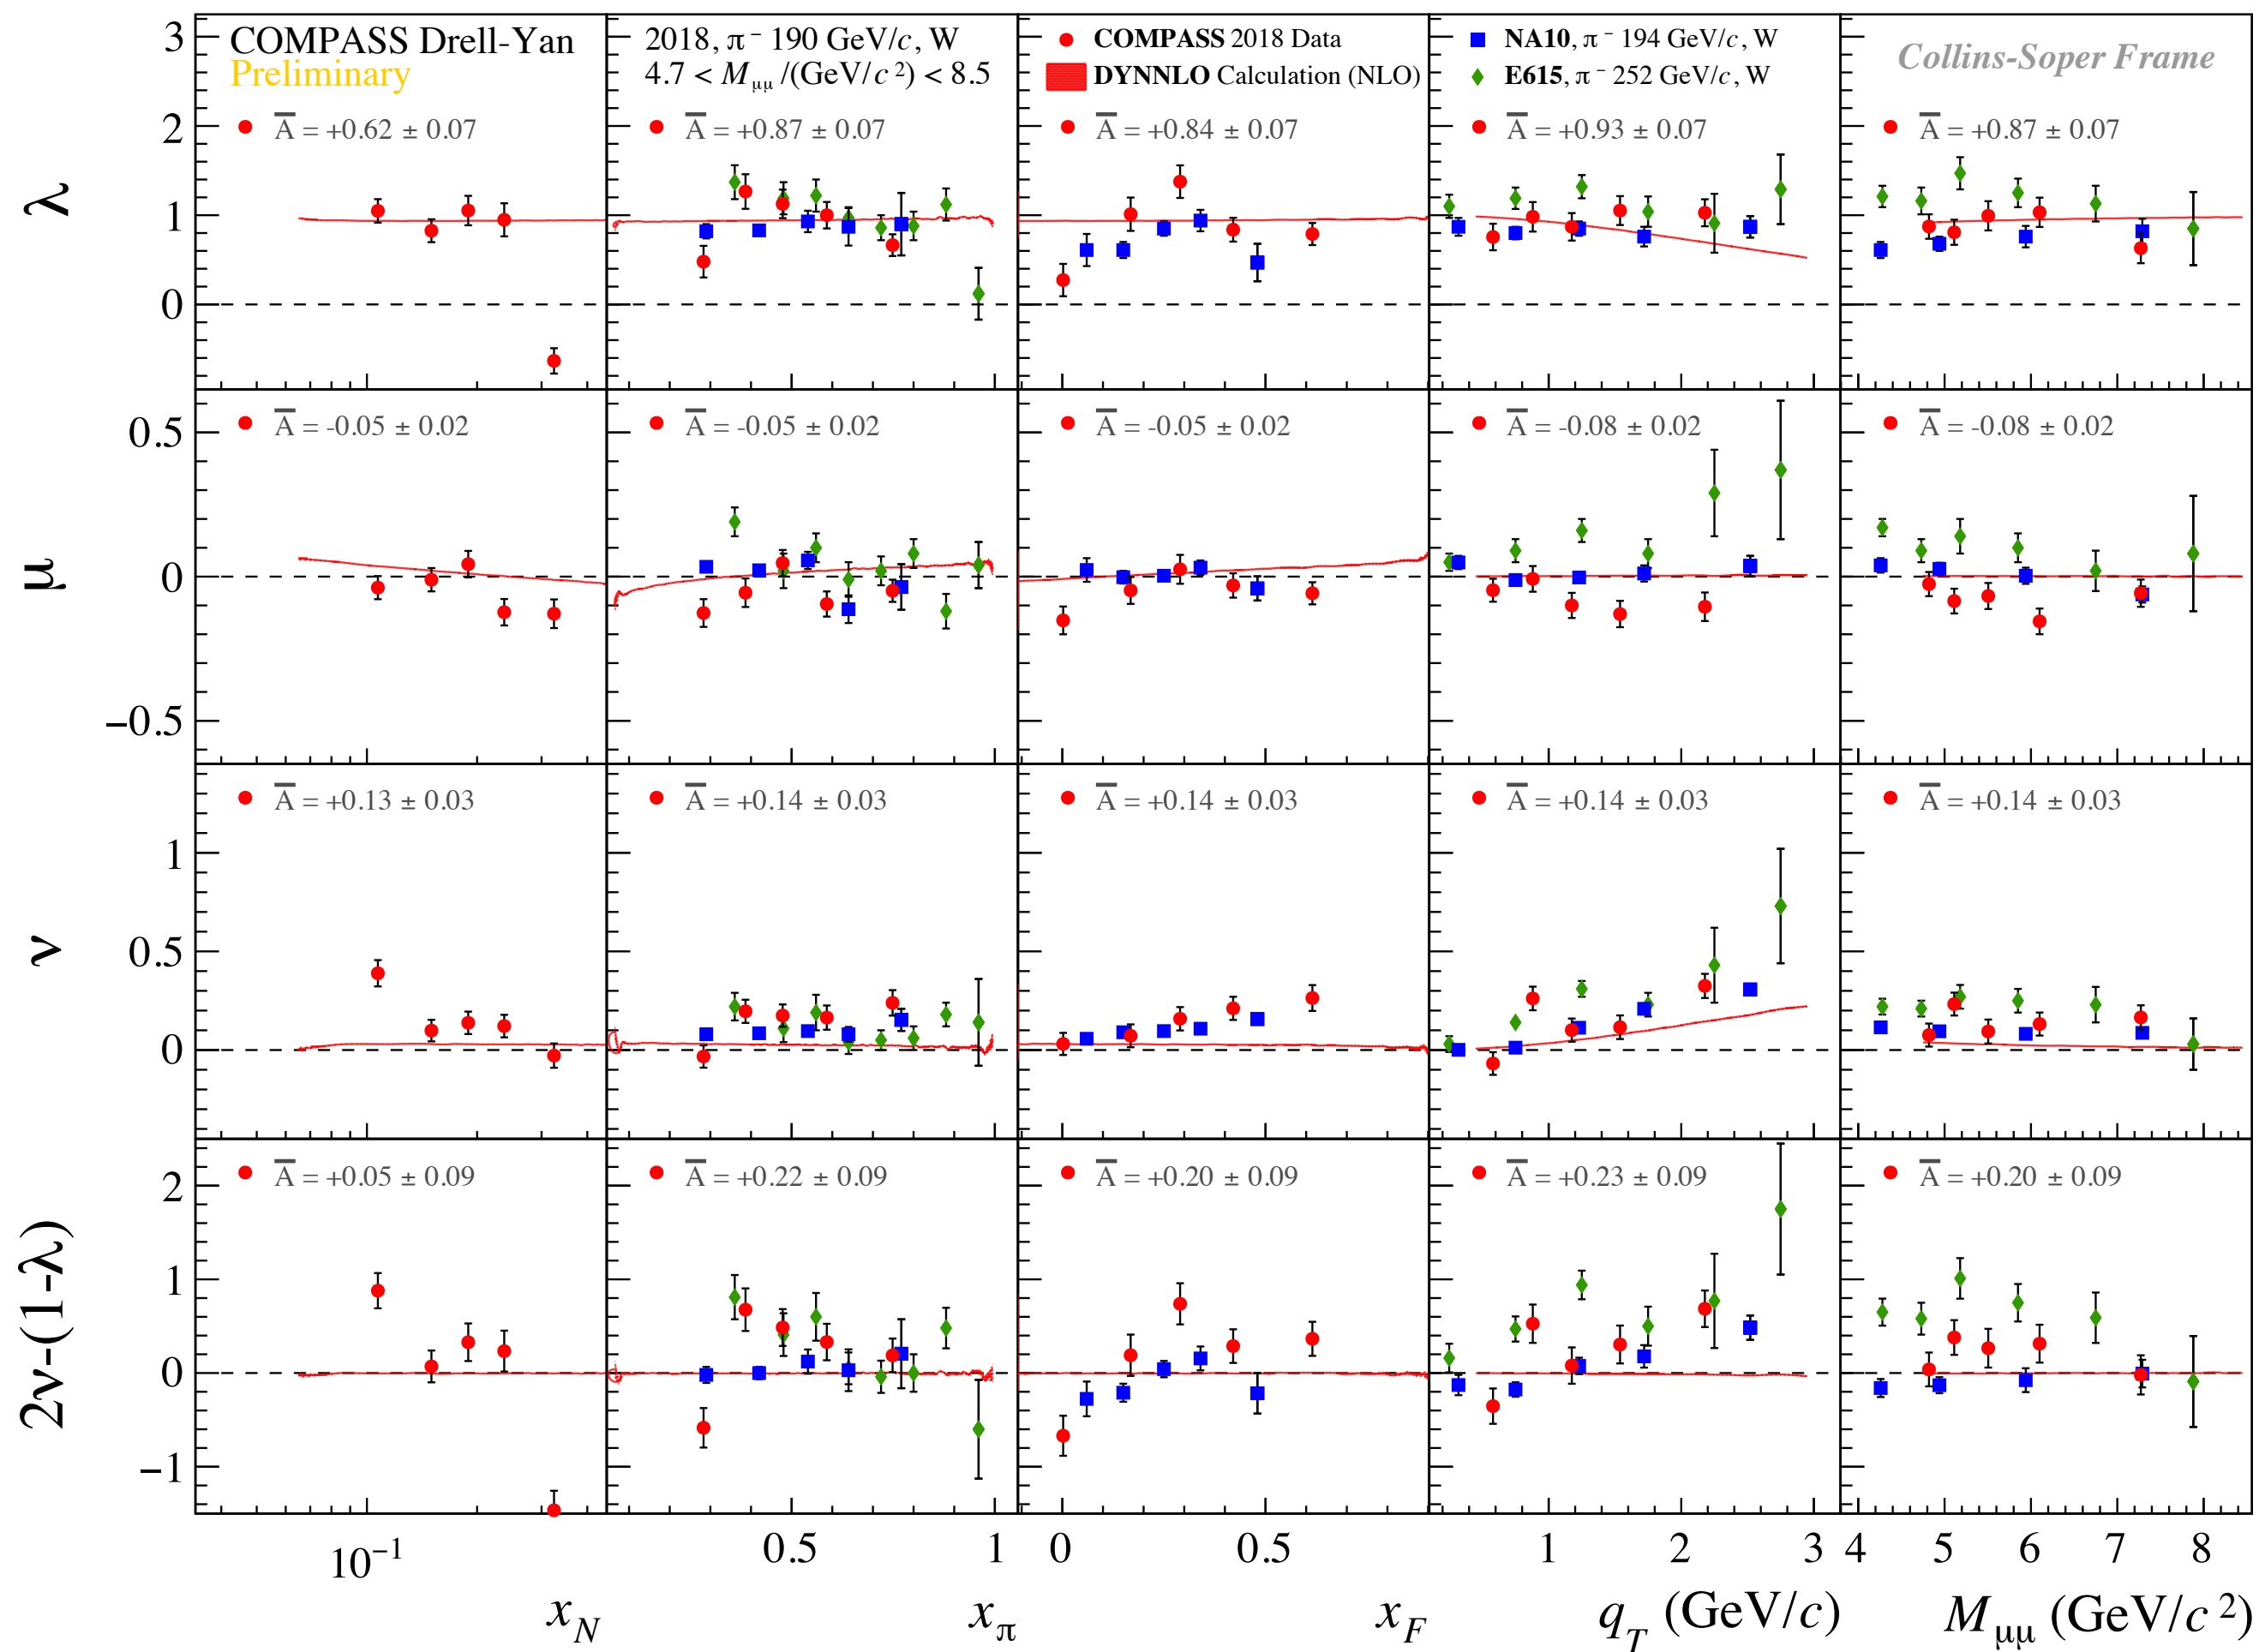 COMPASS Drell-Yan
Preliminary
2018, π⁻ 190 GeV/c, W
4.7 < Mμμ /(GeV/c²) < 8.5
COMPASS 2018 Data
DYNNLO Calculation (NLO)
NA10, π⁻ 194 GeV/c, W
E615, π⁻ 252 GeV/c, W
Collins-Soper Frame
λ
3
2
1
0
A̅ = +0.62 ± 0.07
A̅ = +0.87 ± 0.07
A̅ = +0.84 ± 0.07
A̅ = +0.93 ± 0.07
A̅ = +0.87 ± 0.07
μ
0.5
0
−0.5
A̅ = -0.05 ± 0.02
A̅ = -0.05 ± 0.02
A̅ = -0.05 ± 0.02
A̅ = -0.08 ± 0.02
A̅ = -0.08 ± 0.02
ν
1
0.5
0
A̅ = +0.13 ± 0.03
A̅ = +0.14 ± 0.03
A̅ = +0.14 ± 0.03
A̅ = +0.14 ± 0.03
A̅ = +0.14 ± 0.03
2ν-(1-λ)
2
1
0
−1
A̅ = +0.05 ± 0.09
A̅ = +0.22 ± 0.09
A̅ = +0.20 ± 0.09
A̅ = +0.23 ± 0.09
A̅ = +0.20 ± 0.09
10⁻¹
0.5 1
0 0.5
1 2 3
4 5 6 7 8
x_N
x_π
x_F
q_T (GeV/c)
M_μμ (GeV/c²)